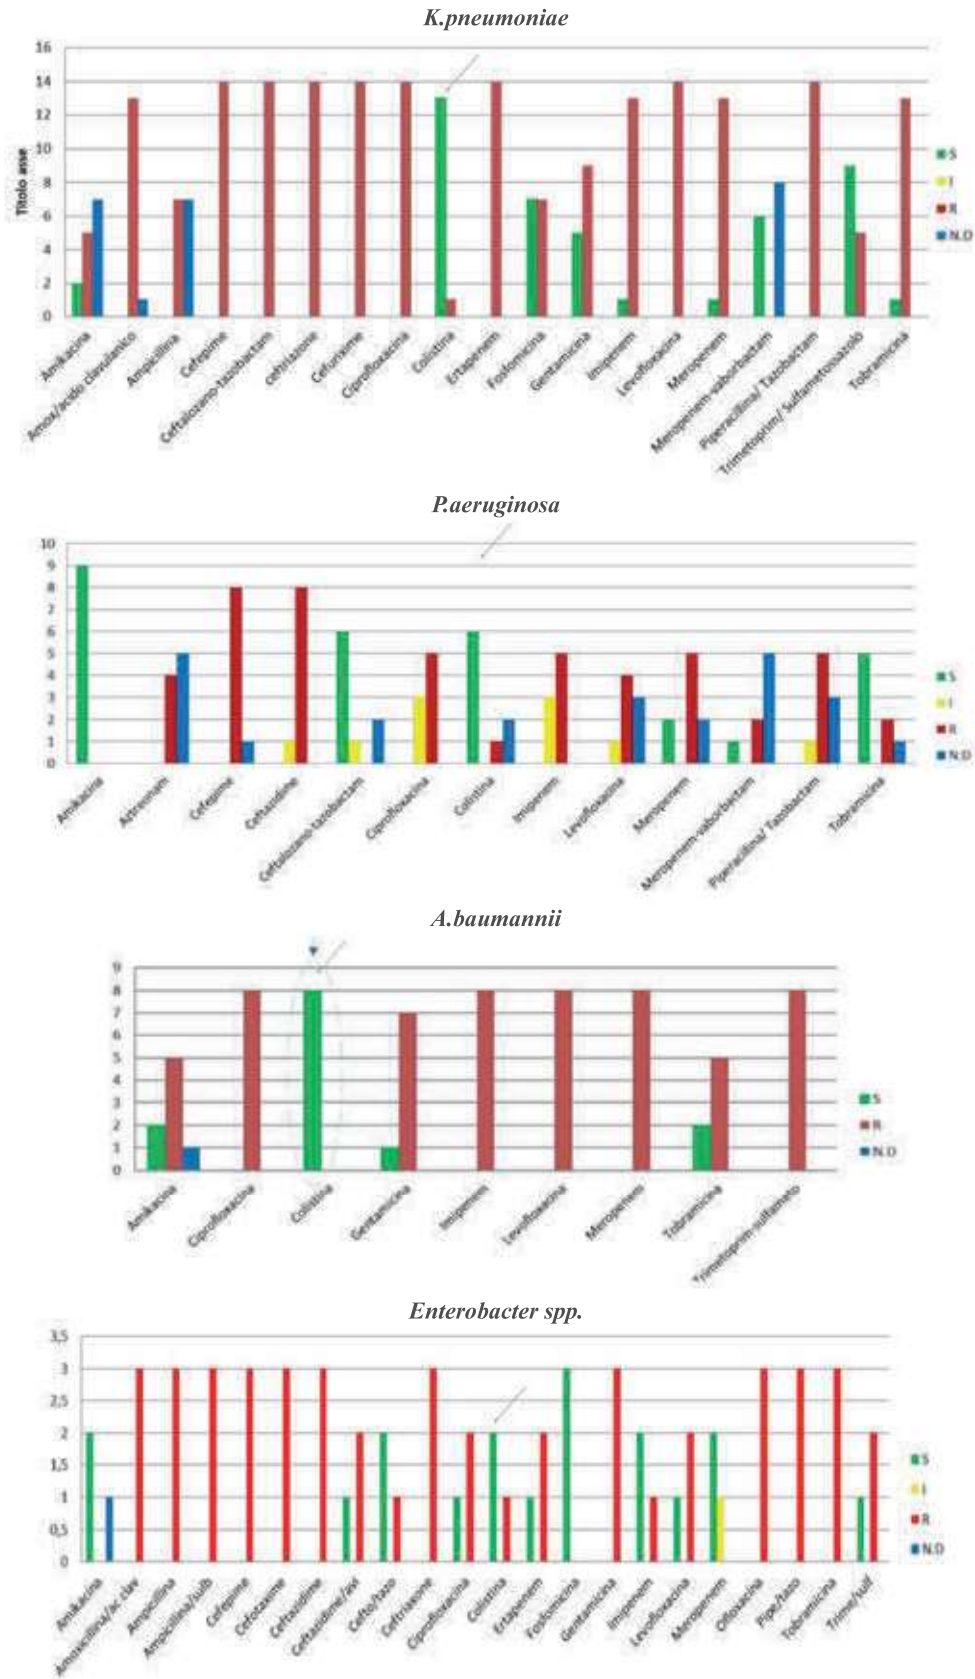 K.pneumoniae
16
14
12
10
8
6
4
2
0
Titolo asse
Amikacina
Amox/acido clavulanico
Ampicillina
Cefepime
Ceftalozano-tazobactam
ceftriazone
Cefuroxime
Ciprofloxacina
Colistina
Ertapenem
Fosfomicina
Gentamicina
Imipenem
Levofloxacina
Meropenem
Meropenem-vaborbactam
Piperacillina/ Tazobactam
Trimetoprim/ Sulfametossazolo
Tobramicina
S
I
R
N.D
P.aeruginosa
10
9
8
7
6
5
4
3
2
1
0
Amikacina
Aztreonam
Cefepime
Ceftazidime
Ceftalozano-tazobactam
Ciprofloxacina
Colistina
Imipenem
Levofloxacina
Meropenem
Meropenem-vaborbactam
Piperacillina/ Tazobactam
Tobramicina
S
I
R
N.D
A.baumannii
9
8
7
6
5
4
3
2
1
0
Amikacina
Ciprofloxacina
Colistina
Gentamicina
Imipenem
Levofloxacina
Meropenem
Tobramicina
Trimetoprim-sulfameto
S
R
N.D
Enterobacter spp.
3,5
3
2,5
2
1,5
1
0,5
0
Amikacina
Amoxicillina/ac clav
Ampicillina
Ampicillina/sulb
Cefepime
Cefotaxime
Ceftazidime
Ceftazidime/avi
Cefto/tazo
Ceftriaxone
Ciprofloxacina
Colistina
Ertapenem
Fosfomicina
Gentamicina
Imipenem
Levofloxacina
Meropenem
Ofloxacina
Pipe/tazo
Tobramicina
Trime/sulf
S
I
R
N.D